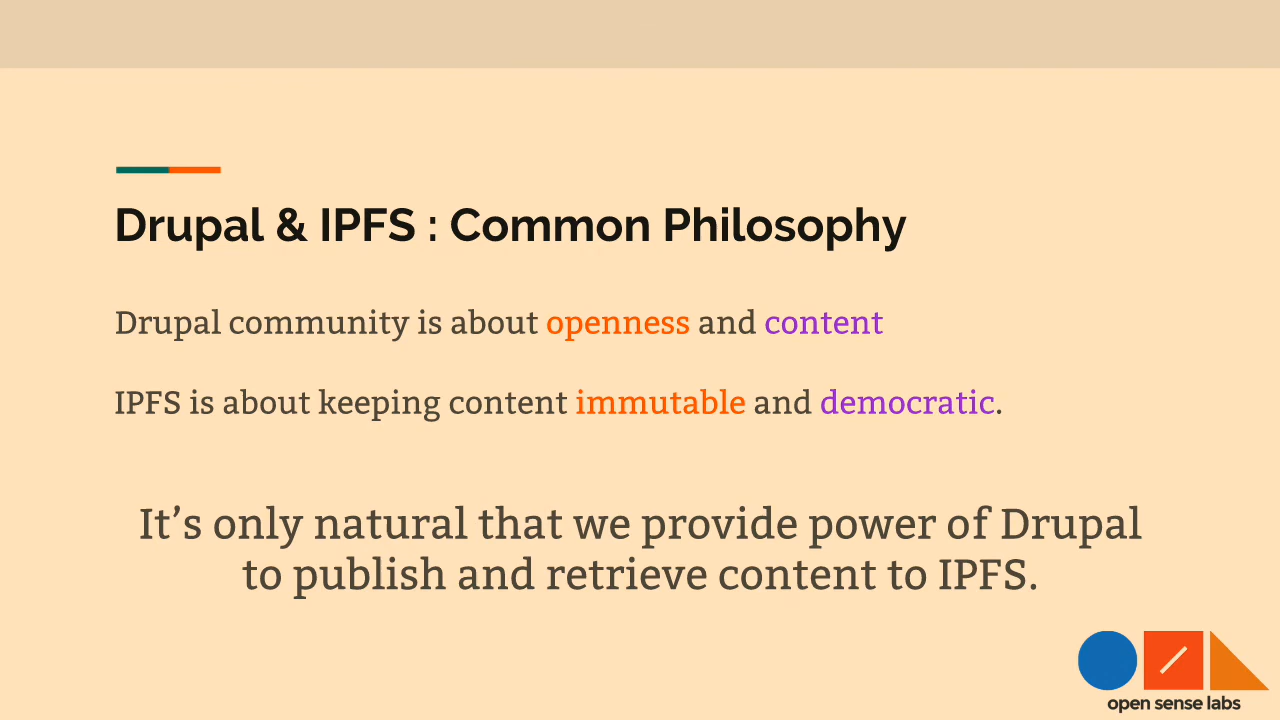 Drupal & IPFS : Common Philosophy
Drupal community is about openness and content
IPFS is about keeping content immutable and democratic.
It’s only natural that we provide power of Drupal
to publish and retrieve content to IPFS.
open sense labs